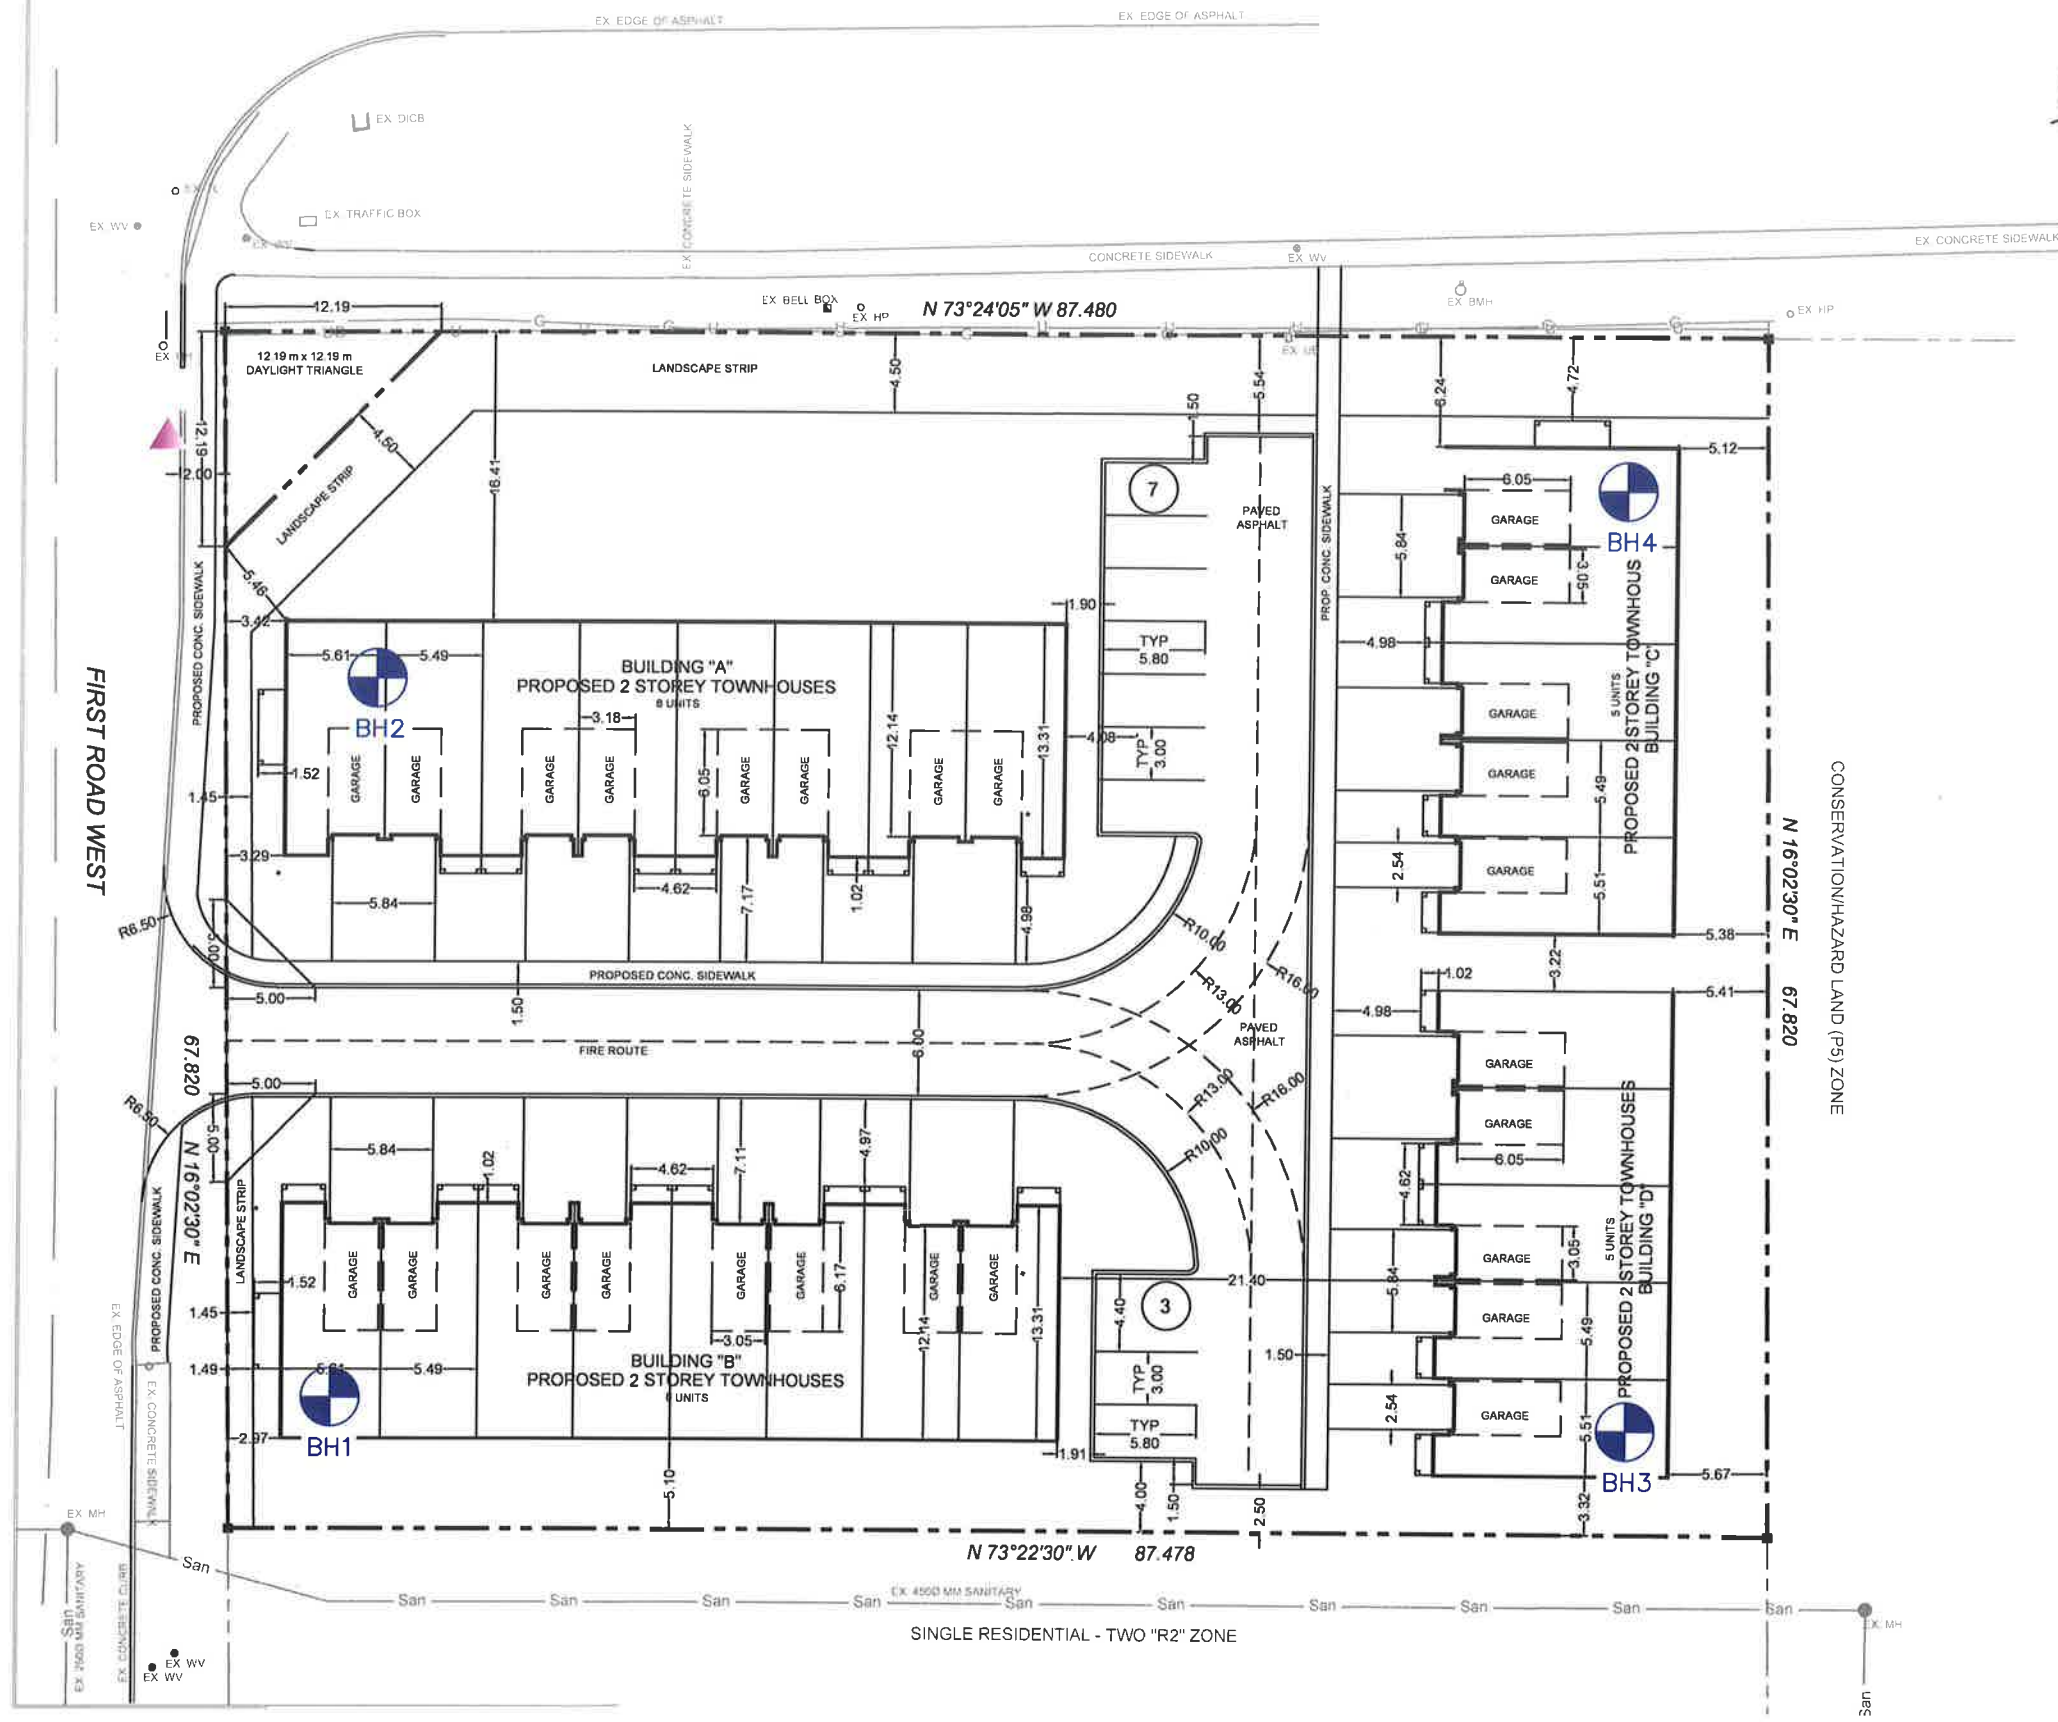 EX EDGE OF ASPHALT
EX EDGE OF ASPHALT
EX DICB
EX CONCRETE SIDEWALK
EX WV
EX TRAFFIC BOX
EX WV
CONCRETE SIDEWALK
EX WV
EX CONCRETE SIDEWALK
EX BMH
EX HP
12.19
EX BELL BOX
EX HP
N 73°24'05" W 87.480
12.19 m x 12.19 m
DAYLIGHT TRIANGLE
LANDSCAPE STRIP
4.50
5.54
6.24
4.72
1.50
12.19
2.00
4.50
LANDSCAPE STRIP
16.41
5.12
7
PAVED
ASPHALT
PROP. CONC. SIDEWALK
6.05
GARAGE
BH4
5.84
GARAGE
3.05
5.46
3.42
1.90
PROPOSED CONC. SIDEWALK
5.61
5.49
BUILDING "A"
PROPOSED 2 STOREY TOWNHOUSES
8 UNITS
TYP
5.80
4.98
BH2
3.18
12.14
13.31
4.08
TYP
3.00
GARAGE
5 UNITS
PROPOSED 2 STOREY TOWNHOUS
BUILDING "C"
FIRST ROAD WEST
1.52
GARAGE
GARAGE
GARAGE
GARAGE
6.05
GARAGE
GARAGE
GARAGE
GARAGE
GARAGE
5.49
1.45
3.29
2.54
GARAGE
5.51
5.84
4.62
7.17
1.02
4.98
R6.50
5.00
R10.00
5.38
3.22
CONSERVATION/HAZARD LAND (P5) ZONE
N 16°02'30" E 67.820
PROPOSED CONC. SIDEWALK
R16.00
R13.00
1.02
5.41
5.00
1.50
4.98
PAVED
ASPHALT
6.00
FIRE ROUTE
67.820
N 16°02'30" E
5.00
R13.00
R16.00
R10.00
GARAGE
GARAGE
6.05
R6.50
5.00
5.84
1.02
4.62
7.11
4.97
4.62
PROPOSED CONC. SIDEWALK
LANDSCAPE STRIP
1.52
GARAGE
GARAGE
GARAGE
GARAGE
GARAGE
GARAGE
6.17
GARAGE
GARAGE
21.40
4.40
3
GARAGE
3.05
5.84
GARAGE
5 UNITS
PROPOSED 2 STOREY TOWNHOUSES
BUILDING "D"
1.45
3.05
12.14
13.31
5.49
1.49
5.61
5.49
BUILDING "B"
PROPOSED 2 STOREY TOWNHOUSES
UNITS
TYP
3.00
1.50
2.54
GARAGE
5.51
TYP
5.80
BH1
2.97
1.91
BH3
5.67
EX EDGE OF ASPHALT
EX CONCRETE SIDEWALK
5.10
4.00
1.50
2.50
3.32
EX MH
N 73°22'30" W 87.478
San
EX CONCRETE CURB
San
San
San
San
EX 450Ø MM SANITARY
San
San
San
San
San
San
San
EX MH
SINGLE RESIDENTIAL - TWO "R2" ZONE
EX WV
EX WV
San